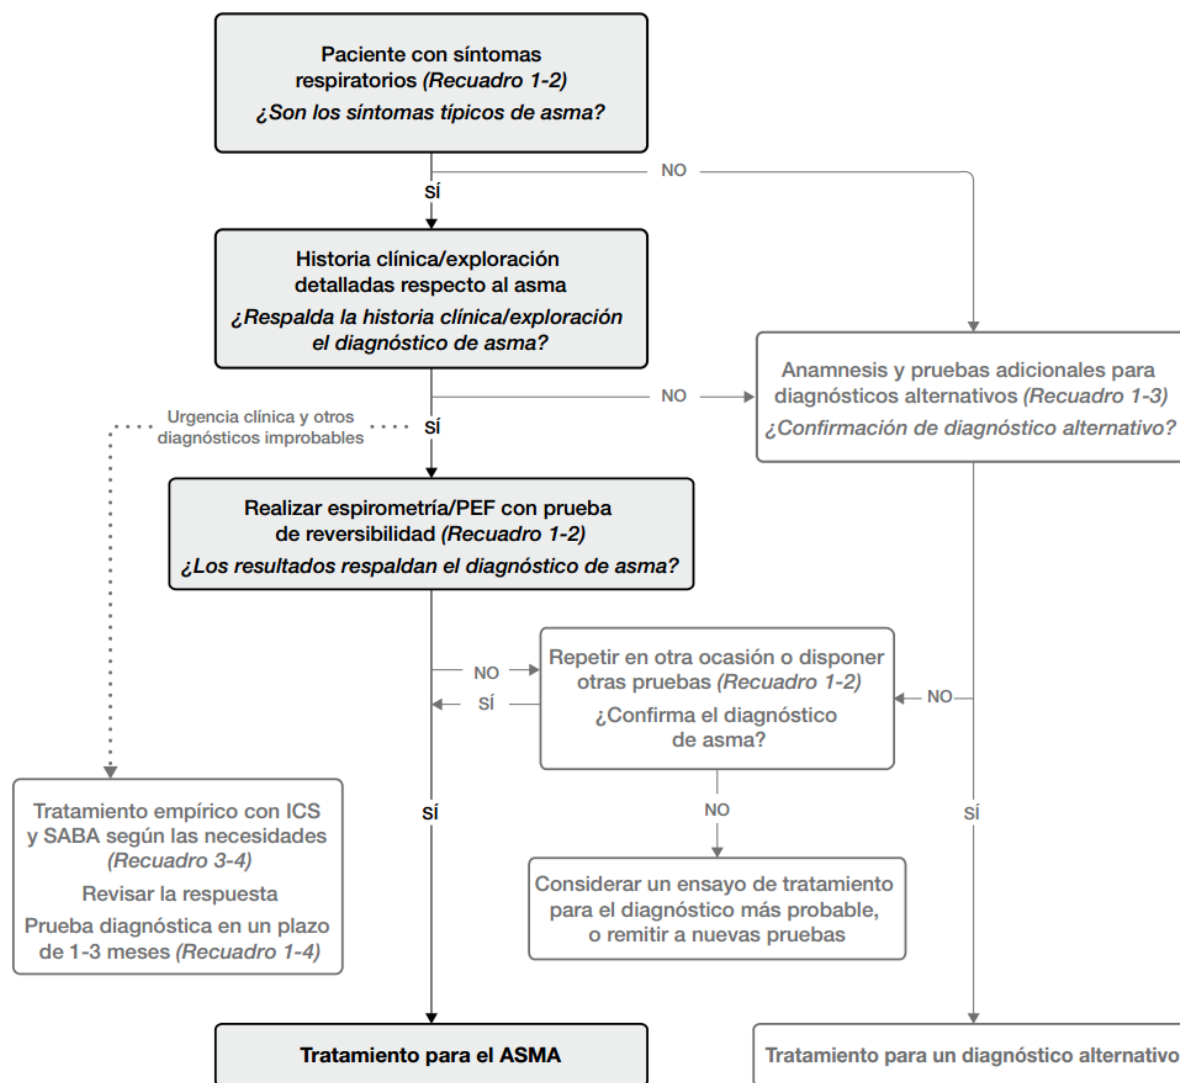 Paciente con síntomas
respiratorios (Recuadro 1-2)
¿Son los síntomas típicos de asma?
NO
SÍ
Historia clínica/exploración
detalladas respecto al asma
¿Respalda la historia clínica/exploración
el diagnóstico de asma?
Anamnesis y pruebas adicionales para
diagnósticos alternativos (Recuadro 1-3)
¿Confirmación de diagnóstico alternativo?
NO
Urgencia clínica y otros
diagnósticos improbables
SÍ
Realizar espirometría/PEF con prueba
de reversibilidad (Recuadro 1-2)
¿Los resultados respaldan el diagnóstico de asma?
Repetir en otra ocasión o disponer
otras pruebas (Recuadro 1-2)
¿Confirma el diagnóstico
de asma?
NO
SÍ
NO
Tratamiento empírico con ICS
y SABA según las necesidades
(Recuadro 3-4)
Revisar la respuesta
Prueba diagnóstica en un plazo
de 1-3 meses (Recuadro 1-4)
SÍ
NO
SÍ
Considerar un ensayo de tratamiento
para el diagnóstico más probable,
o remitir a nuevas pruebas
Tratamiento para el ASMA
Tratamiento para un diagnóstico alternativo